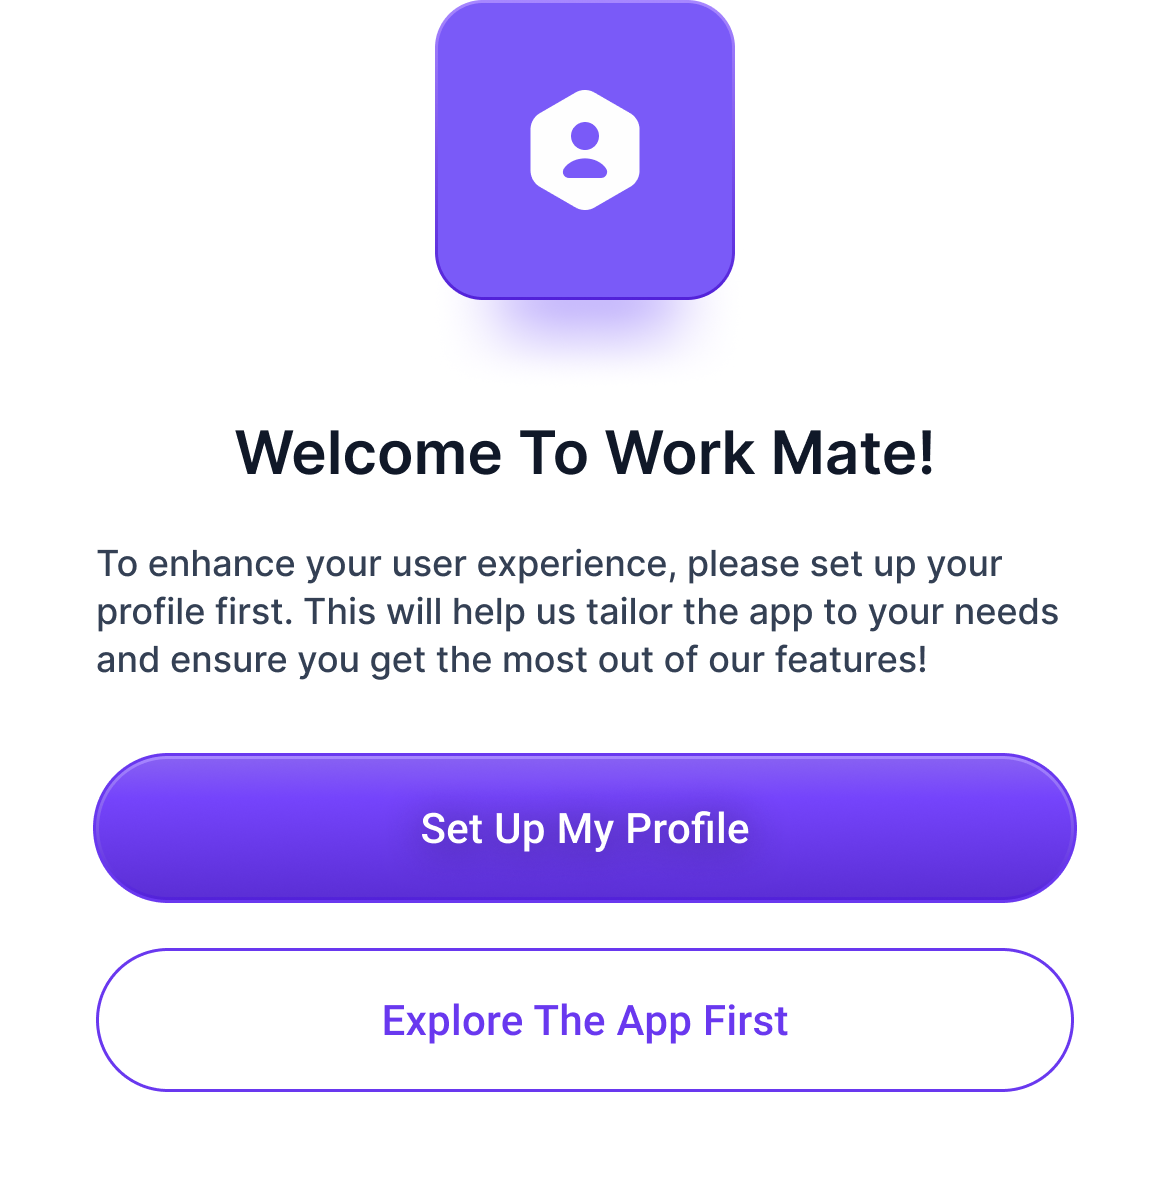 Welcome To Work Mate!
To enhance your user experience, please set up your
profile first. This will help us tailor the app to your needs
and ensure you get the most out of our features!
Set Up My Profile
Explore The App First